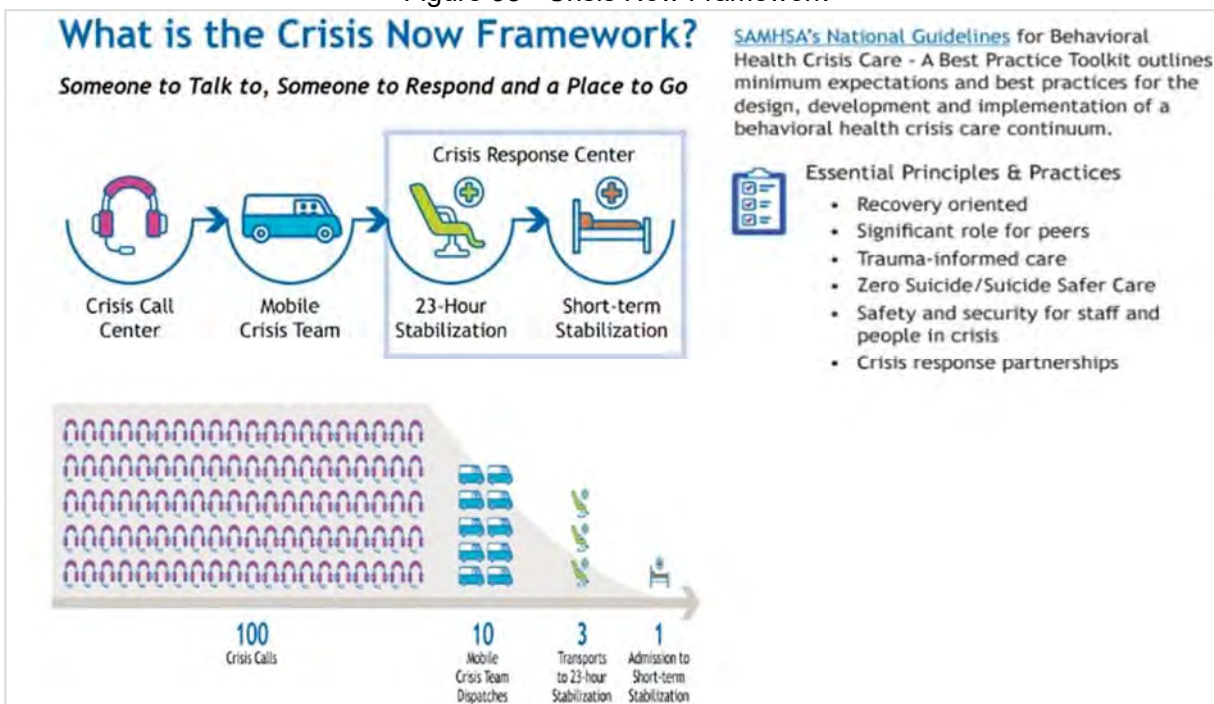 What is the Crisis Now Framework?
Someone to Talk to, Someone to Respond and a Place to Go
Crisis Response Center
Crisis Call
Center
Mobile
Crisis Team
23-Hour
Stabilization
Short-term
Stabilization
SAMHSA's National Guidelines for Behavioral
Health Crisis Care - A Best Practice Toolkit outlines
minimum expectations and best practices for the
design, development and implementation of a
behavioral health crisis care continuum.
Essential Principles & Practices
• Recovery oriented
• Significant role for peers
• Trauma-informed care
• Zero Suicide/Suicide Safer Care
• Safety and security for staff and
people in crisis
• Crisis response partnerships
100
Crisis Calls
10
Mobile
Crisis Team
Dispatches
3
Transports
to 23-hour
Stabilization
1
Admission to
Short-term
Stabilization